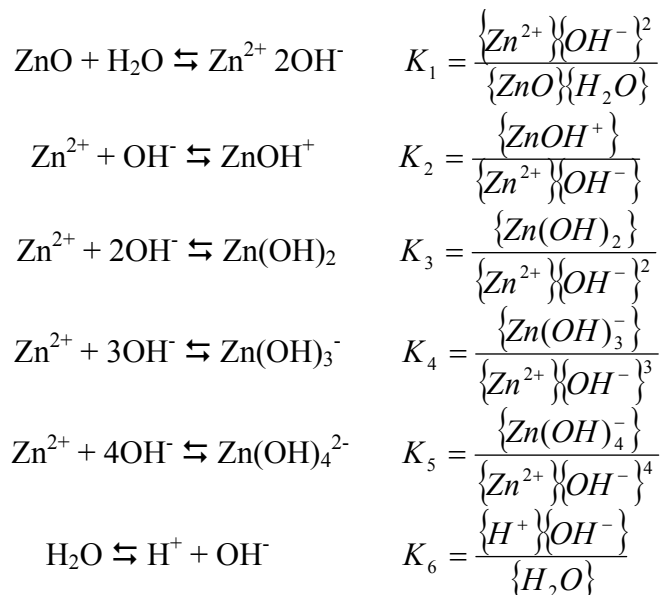 ZnO + H₂O ⇆ Zn²⁺ 2OH⁻ K₁ = {Zn²⁺}{OH⁻}² / {ZnO}{H₂O}
Zn²⁺ + OH⁻ ⇆ ZnOH⁺ K₂ = {ZnOH⁺} / {Zn²⁺}{OH⁻}
Zn²⁺ + 2OH⁻ ⇆ Zn(OH)₂ K₃ = {Zn(OH)₂} / {Zn²⁺}{OH⁻}²
Zn²⁺ + 3OH⁻ ⇆ Zn(OH)₃⁻ K₄ = {Zn(OH)₃⁻} / {Zn²⁺}{OH⁻}³
Zn²⁺ + 4OH⁻ ⇆ Zn(OH)₄²⁻ K₅ = {Zn(OH)₄⁻} / {Zn²⁺}{OH⁻}⁴
H₂O ⇆ H⁺ + OH⁻ K₆ = {H⁺}{OH⁻} / {H₂O}